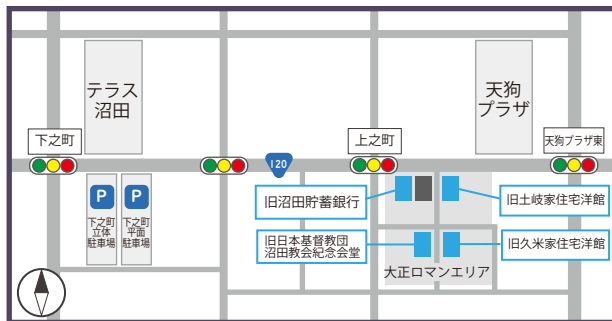 テラス
沼田
天狗
プラザ
下之町
上之町
天狗プラザ東
120
P
P
下之町
立体
駐車場
下之町
平面
駐車場
旧沼田貯蓄銀行
旧土岐家住宅洋館
旧日本基督教団
沼田教会紀念会堂
旧久米家住宅洋館
大正ロマンエリア